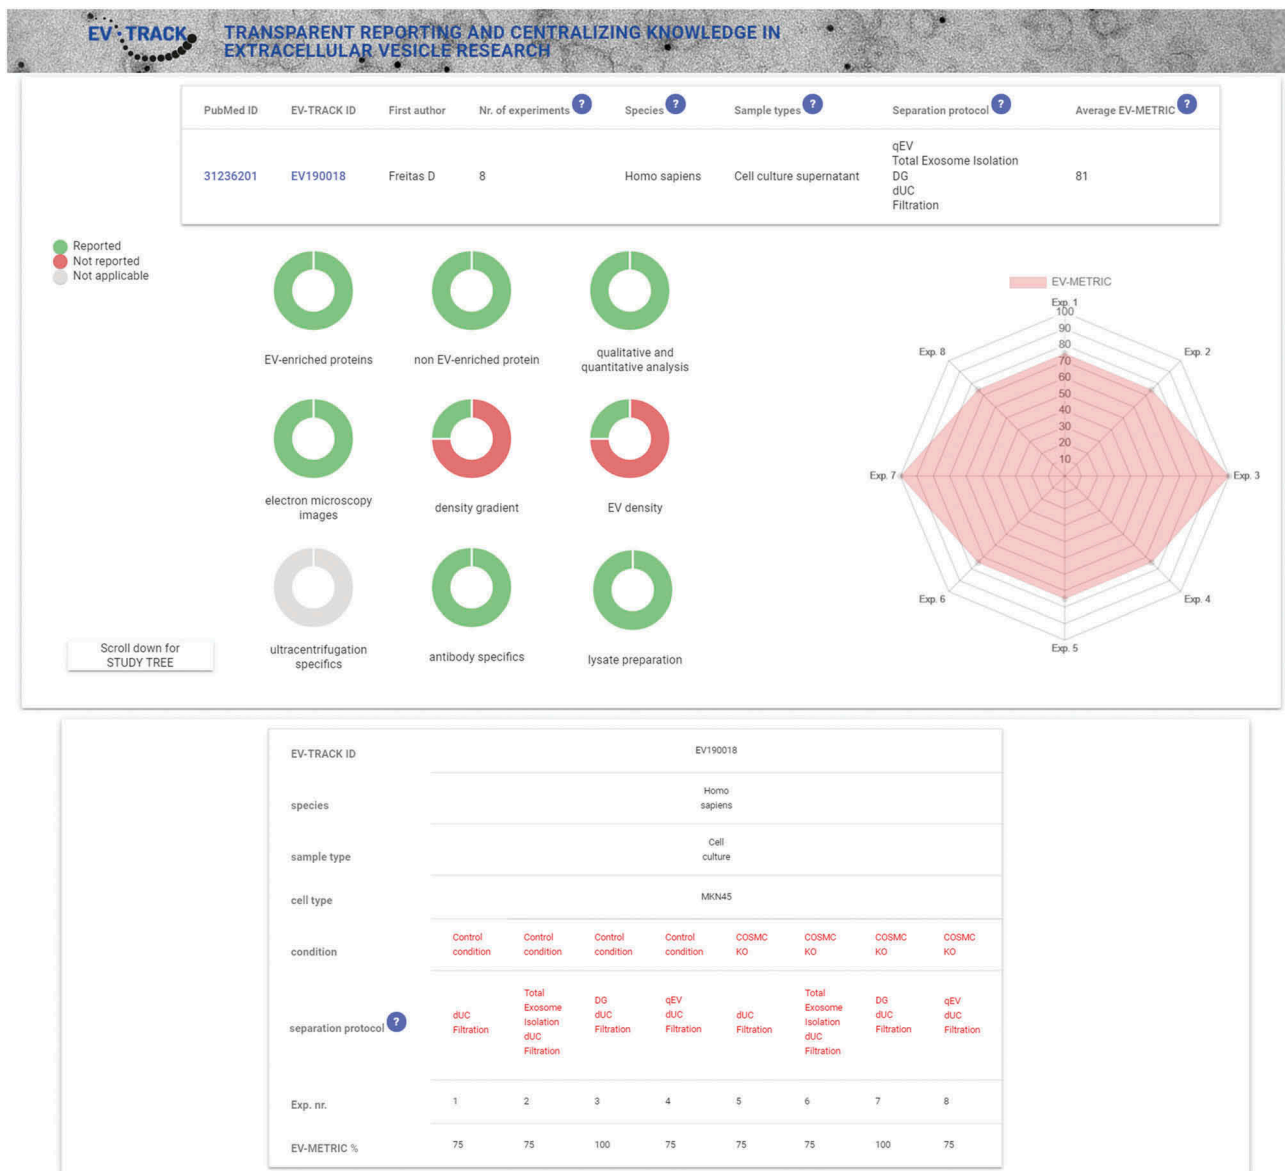 EV-TRACK
TRANSPARENT REPORTING AND CENTRALIZING KNOWLEDGE IN
EXTRACELLULAR VESICLE RESEARCH
PubMed ID EV-TRACK ID First author Nr. of experiments ? Species ? Sample types ? Separation protocol ? Average EV-METRIC ?
qEV
Total Exosome Isolation
31236201 EV190018 Freitas D 8 Homo sapiens Cell culture supernatant DG 81
dUC
Filtration
Reported
Not reported
Not applicable
EV-enriched proteins
non EV-enriched protein
qualitative and
quantitative analysis
electron microscopy
images
density gradient
EV density
ultracentrifugation
specifics
antibody specifics
lysate preparation
Scroll down for
STUDY TREE
EV-METRIC
Exp. 1
100
90
80
70
60
50
40
30
20
10
Exp. 2
Exp. 3
Exp. 4
Exp. 5
Exp. 6
Exp. 7
Exp. 8
EV-TRACK ID EV190018
species Homo
sapiens
sample type Cell
culture
cell type MKN45
condition
Control Control Control Control COSMC COSMC COSMC COSMC
condition condition condition condition KO KO KO KO
separation protocol ?
dUC
Filtration
Total
Exosome
Isolation
dUC
Filtration
DG
dUC
Filtration
qEV
dUC
Filtration
dUC
Filtration
Total
Exosome
Isolation
dUC
Filtration
DG
dUC
Filtration
qEV
dUC
Filtration
Exp. nr. 1 2 3 4 5 6 7 8
EV-METRIC % 75 75 100 75 75 75 100 75